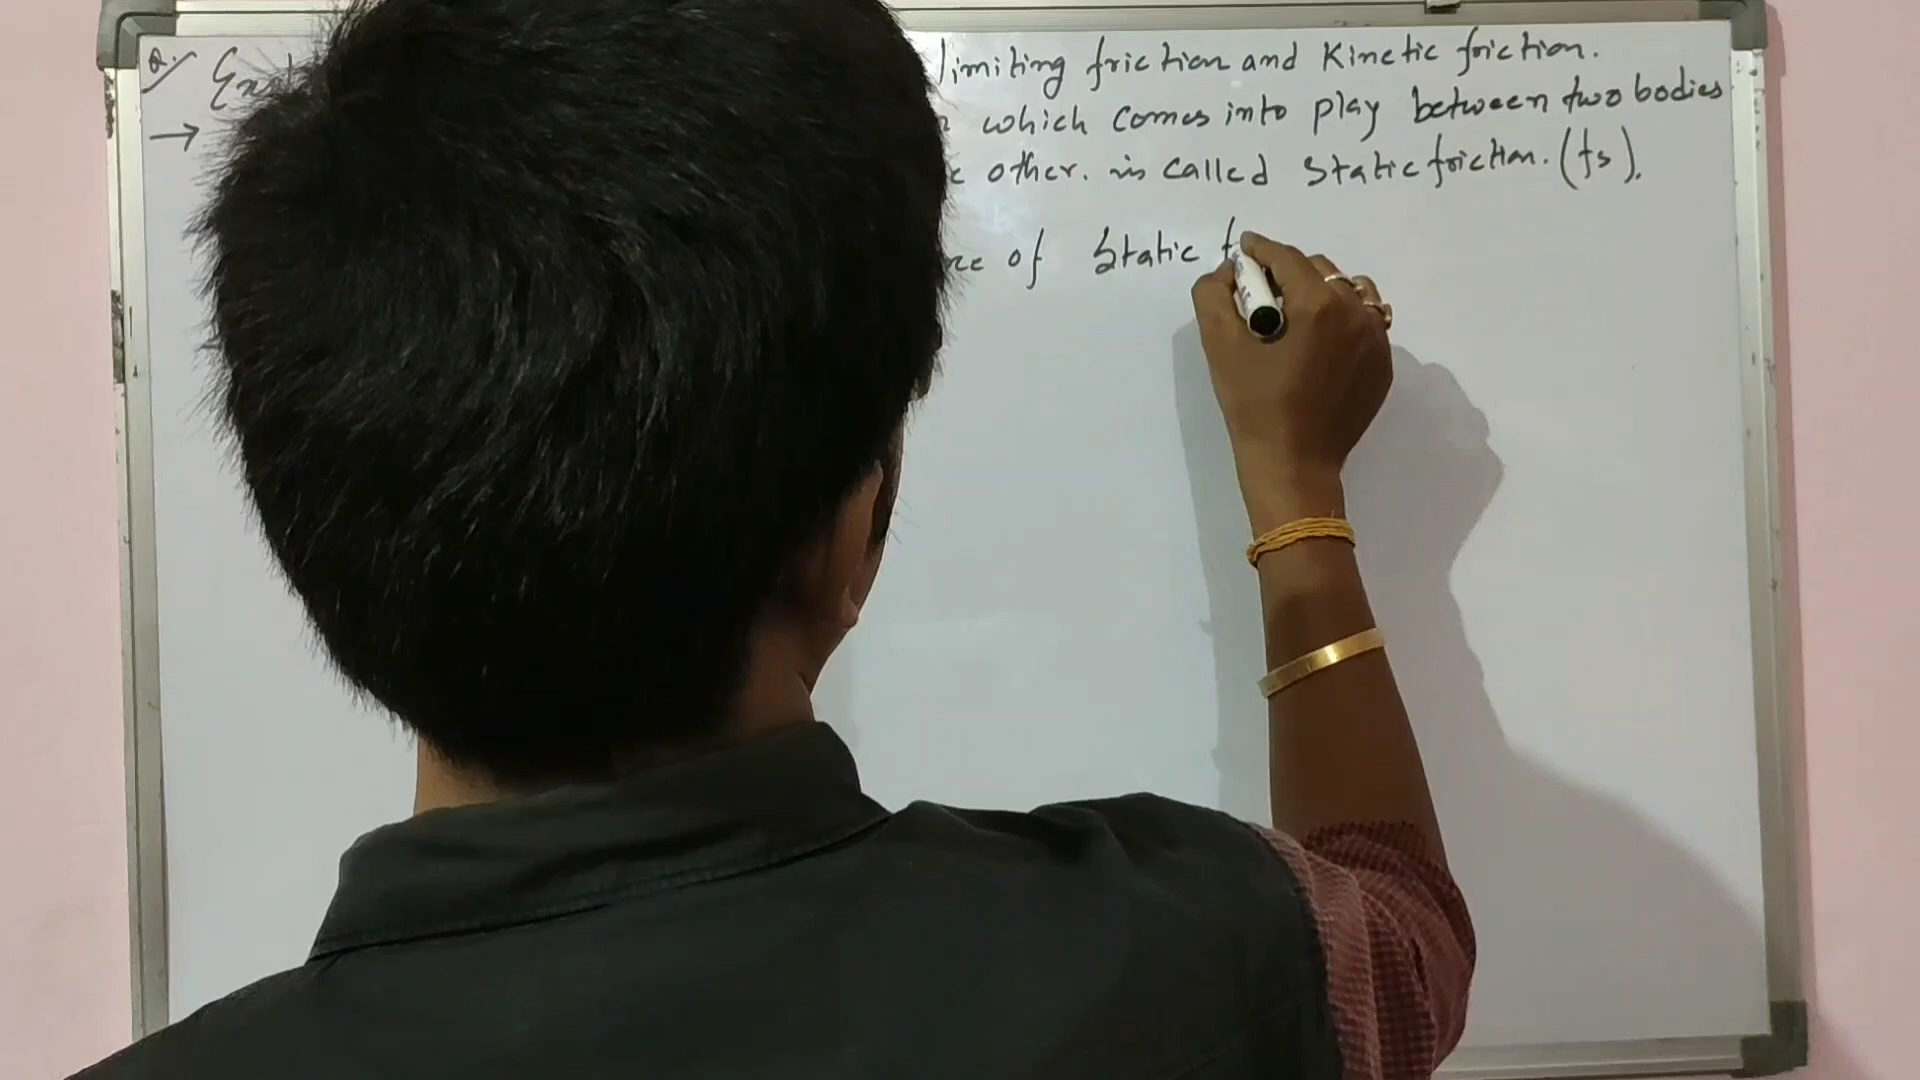 Q. limiting friction and Kinetic friction.
→ which comes into play between two bodies
other. is called Static friction. (fs).
of Static f